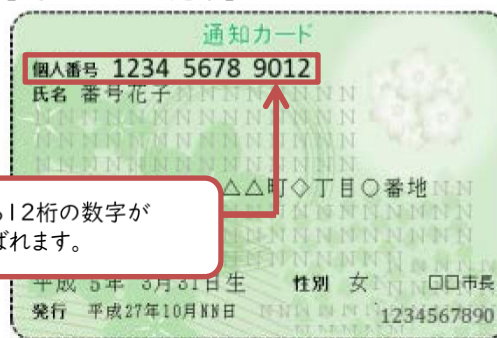 通知カード
個人番号 1234 5678 9012
氏名 番号花子
△△町◇丁目○番地
12桁の数字が
ばれます。
平成 5年 3月31日生 性別 女 □□市長
発行 平成27年10月NN日 1234567890